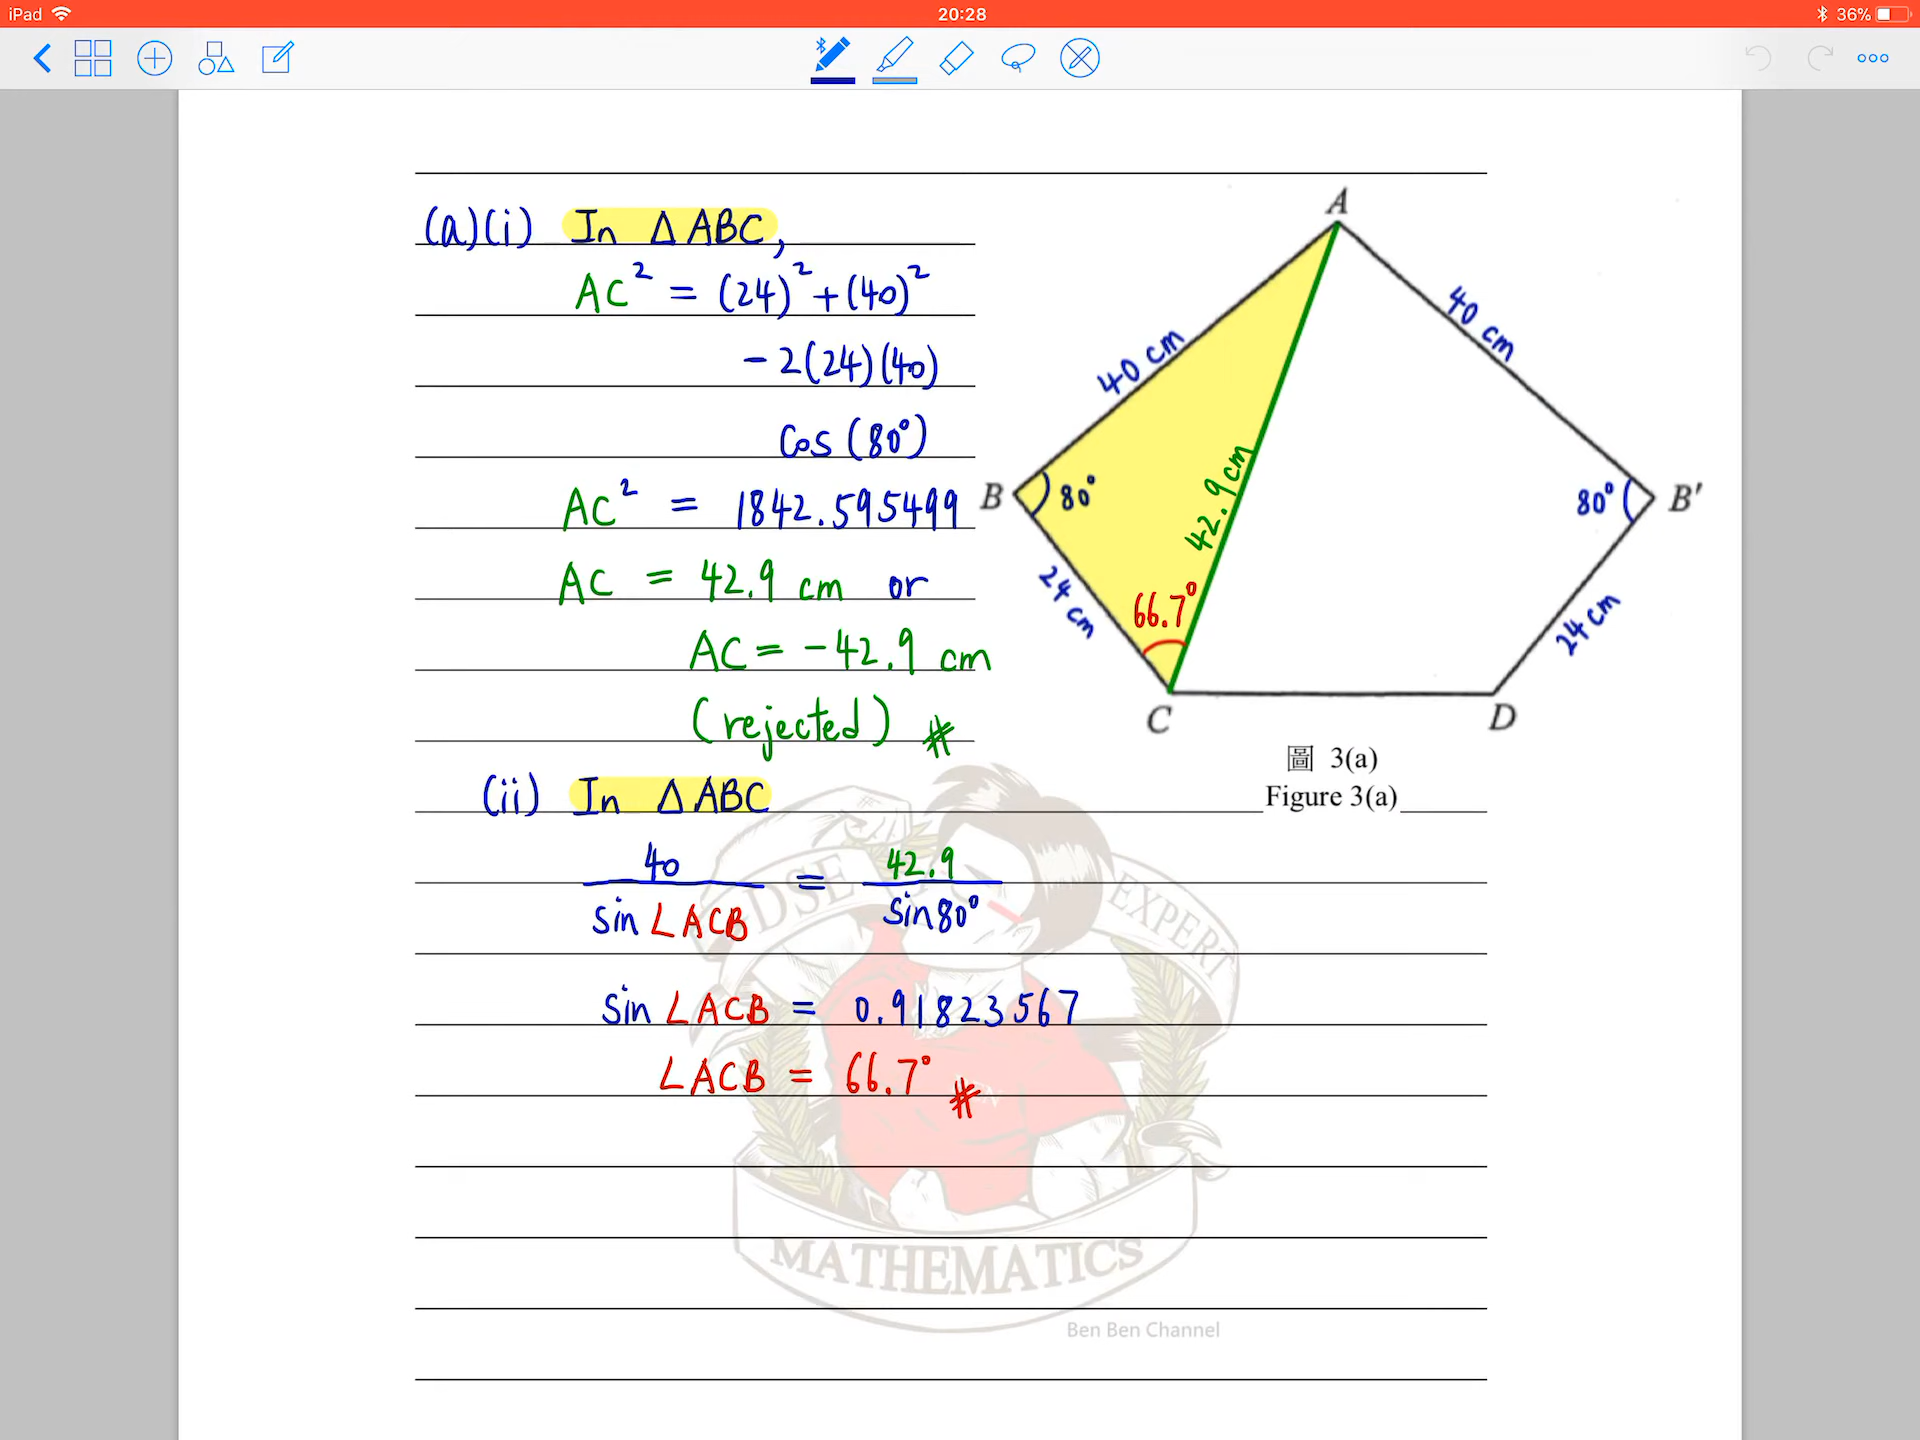 iPad
20:28
36%
(a)(i) In △ABC,
AC² = (24)² + (40)²
- 2(24)(40)
cos (80°)
AC² = 1842.595499
AC = 42.9 cm or
AC = -42.9 cm
(rejected) #
A
40 cm
40 cm
B
80°
42.9 cm
80°
B'
24 cm
66.7°
24 cm
C
D
圖 3(a)
Figure 3(a)
(ii) In △ABC
40 = 42.9
sin ∠ACB sin80°
sin ∠ACB = 0.91823567
∠ACB = 66.7° #
DSE EXPERT
MATHEMATICS
Ben Ben Channel